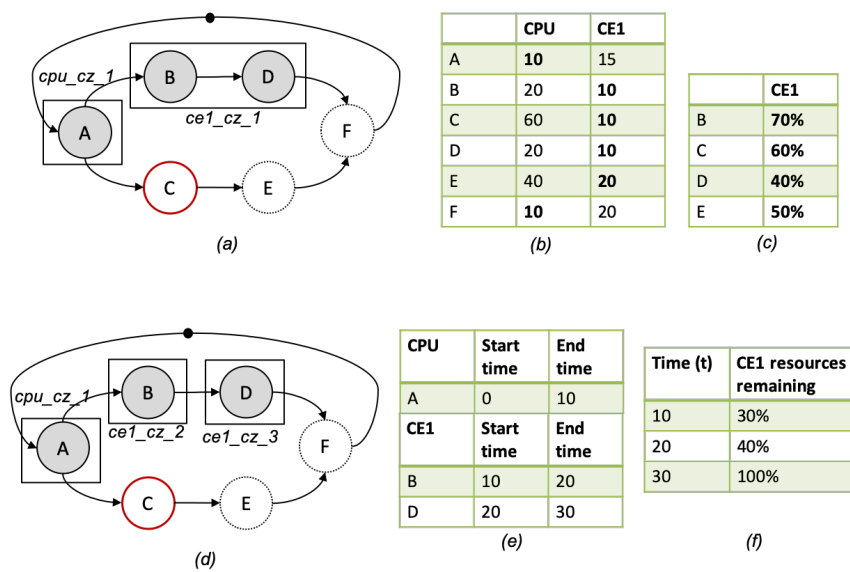 cpu_cz_1
A
B
D
ce1_cz_1
F
C
E
(a)
CPU CE1
A 10 15
B 20 10
C 60 10
D 20 10
E 40 20
F 10 20
(b)
CE1
B 70%
C 60%
D 40%
E 50%
(c)
cpu_cz_1
A
B
D
ce1_cz_2
ce1_cz_3
F
C
E
(d)
CPU Start End
time time
A 0 10
CE1 Start End
time time
B 10 20
D 20 30
(e)
Time (t) CE1 resources
remaining
10 30%
20 40%
30 100%
(f)